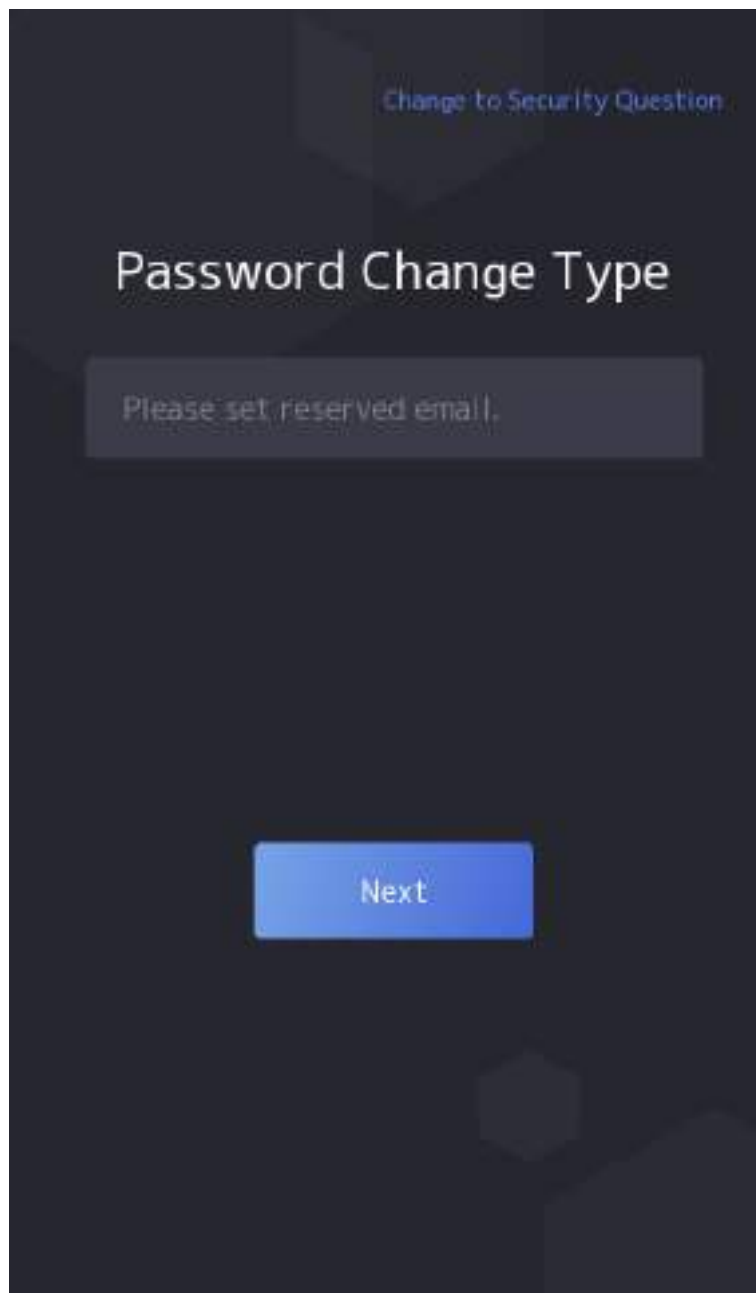 Change to Security Question
Password Change Type
Please set reserved email.
Next